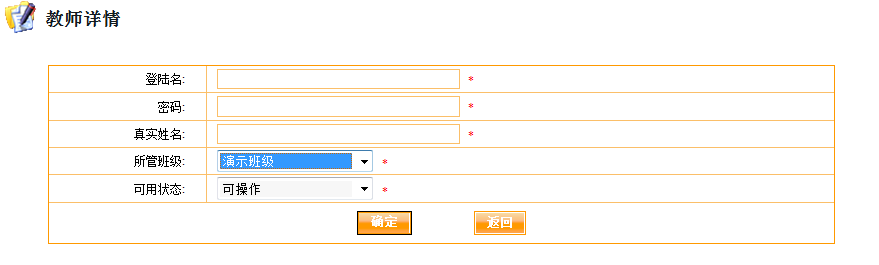 教师详情
登陆名: *
密码: *
真实姓名: *
所管班级: 演示班级 *
可用状态: 可操作 *
确定 返回